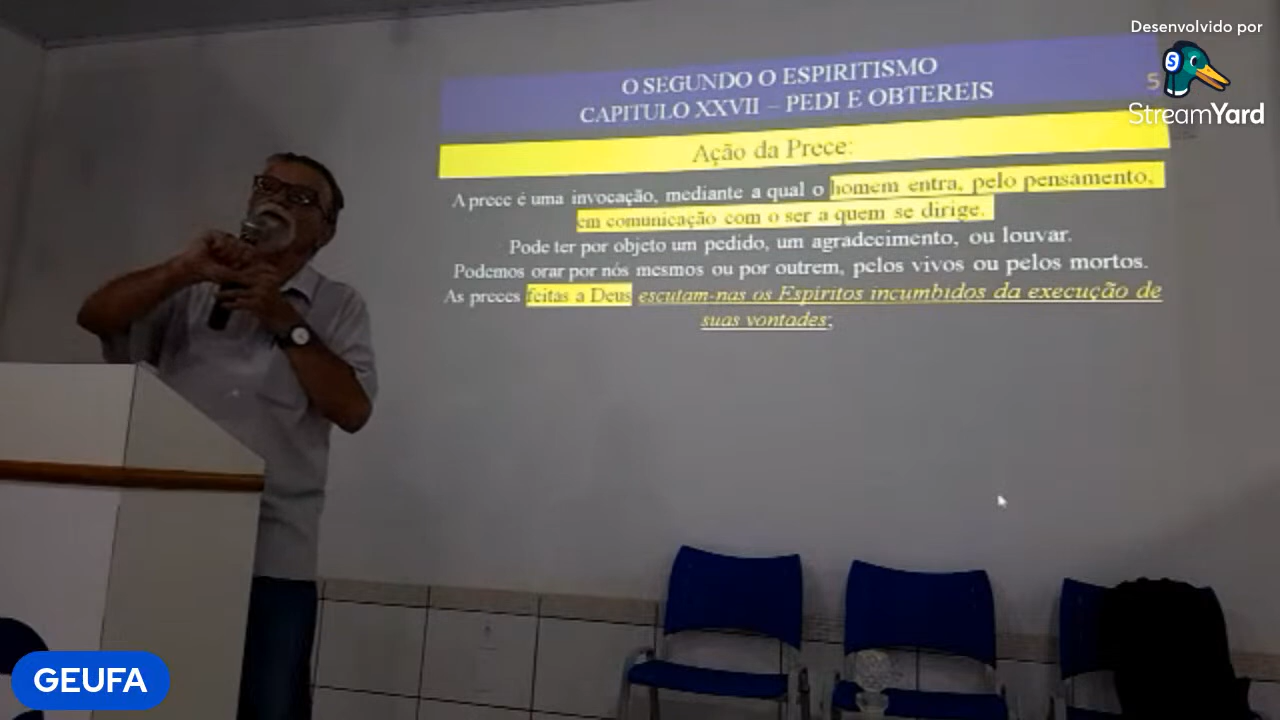 Desenvolvido por
StreamYard
O SEGUNDO O ESPIRITISMO
CAPITULO XXVII – PEDI E OBTEREIS
5
Ação da Prece:
A prece é uma invocação, mediante a qual o homem entra, pelo pensamento,
em comunicação com o ser a quem se dirige.
Pode ter por objeto um pedido, um agradecimento, ou louvar.
Podemos orar por nós mesmos ou por outrem, pelos vivos ou pelos mortos.
As preces feitas a Deus escutam-nas os Espíritos incumbidos da execução de
suas vontades;
GEUFA